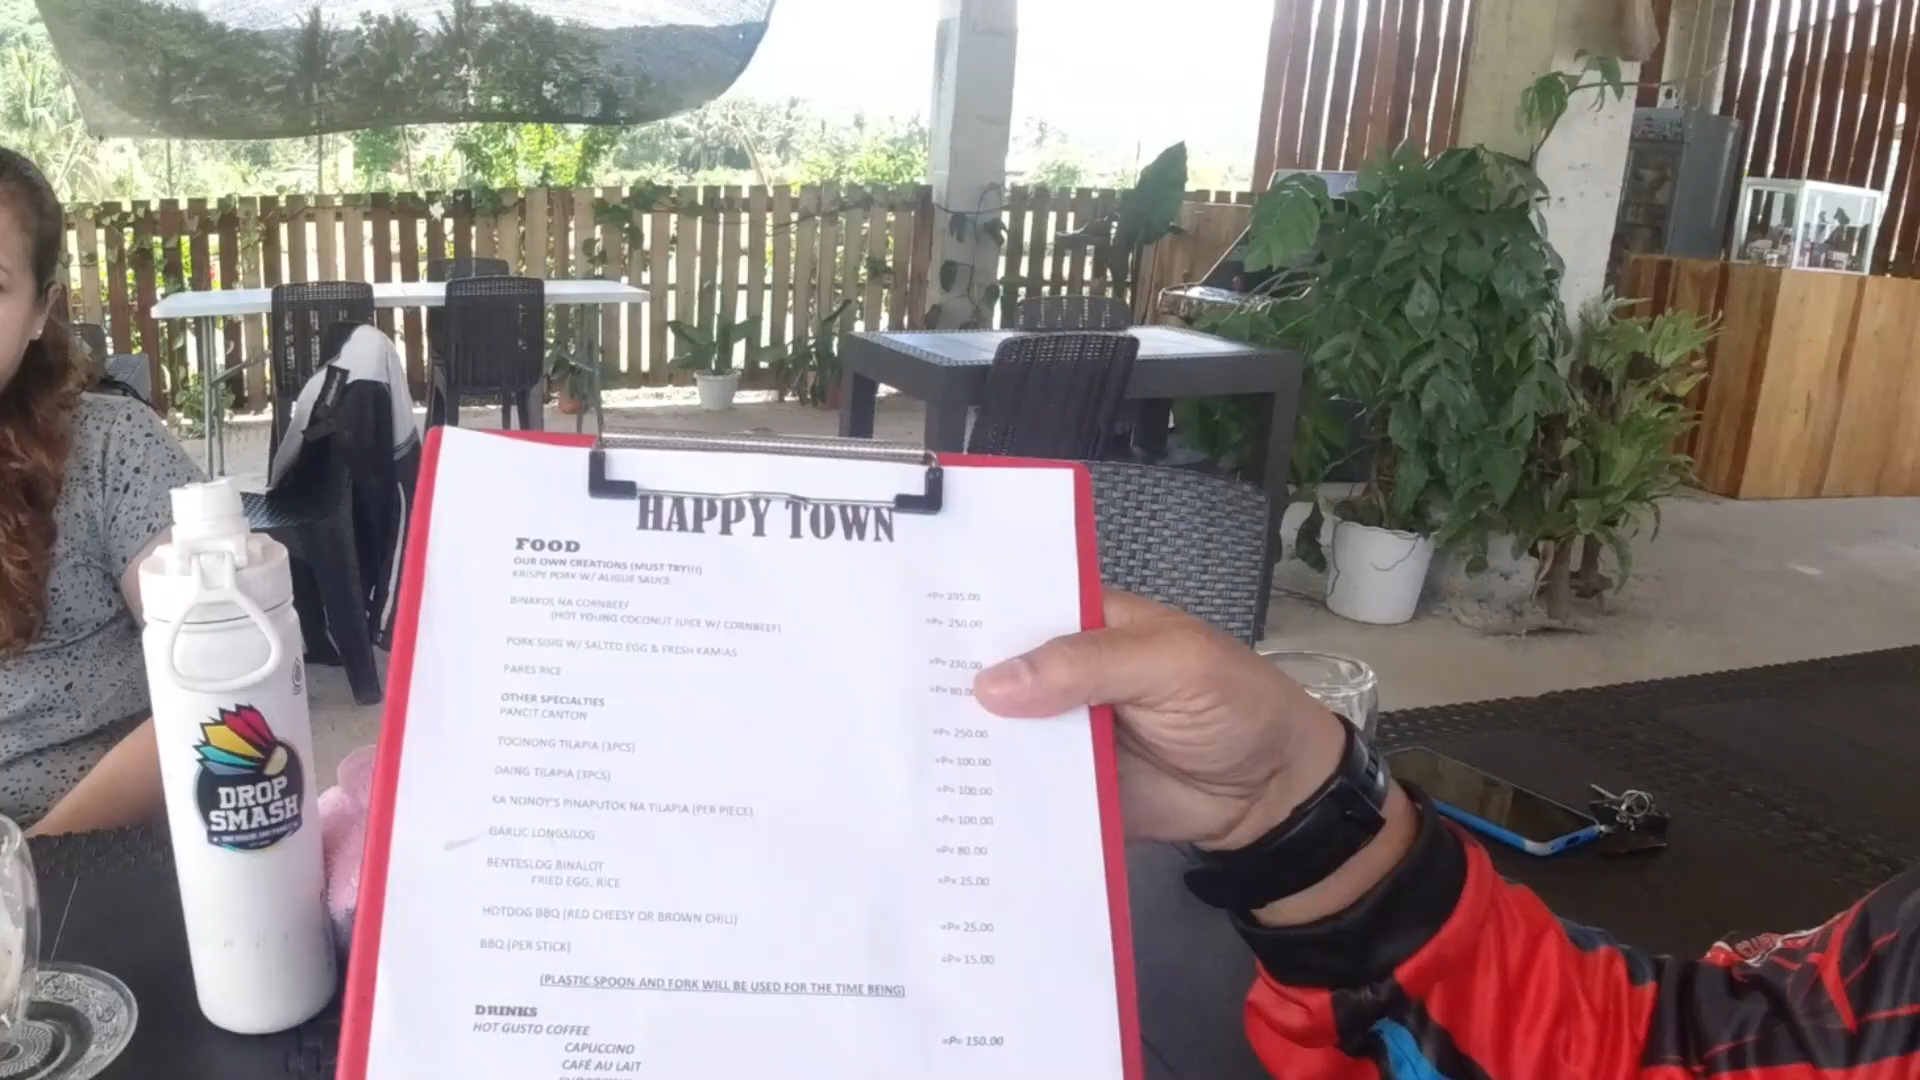 HAPPY TOWN
FOOD
OUR OWN CREATIONS (MUST TRY!!!)
KRISPY PORK W/ ALIGUE SAUCE =P= 295.00
BINAKOL NA CORNBEEF =P= 250.00
(HOT YOUNG COCONUT JUICE W/ CORNBEEF)
PORK SISIG W/ SALTED EGG & FRESH KAMIAS =P= 230.00
PARES RICE =P= 80.00
OTHER SPECIALTIES
PANCIT CANTON =P= 250.00
TOCINONG TILAPIA (3PCS) =P= 100.00
DAING TILAPIA (3PCS) =P= 100.00
KA NONOY'S PINAPUTOK NA TILAPIA (PER PIECE) =P= 100.00
GARLIC LONGSILOG =P= 80.00
BENTESLOG BINALOT =P= 25.00
FRIED EGG, RICE
HOTDOG BBQ (RED CHEESY OR BROWN CHILI) =P= 25.00
BBQ (PER STICK) =P= 15.00
(PLASTIC SPOON AND FORK WILL BE USED FOR THE TIME BEING)
DRINKS
HOT GUSTO COFFEE =P= 150.00
CAPUCCINO
CAFÉ AU LAIT
DROP
SMASH